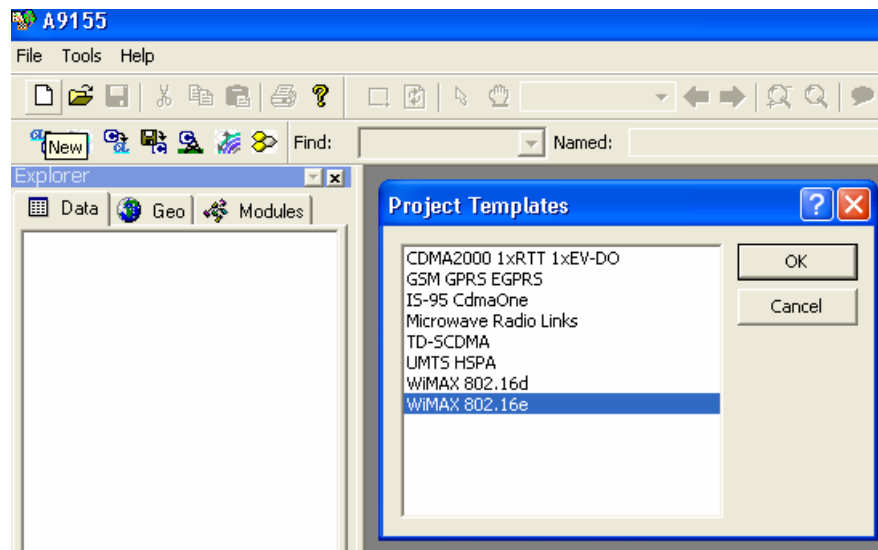 A9155
File Tools Help
New Find: Named:
Explorer
Data Geo Modules
Project Templates
CDMA2000 1xRTT 1xEV-DO
GSM GPRS EGPRS
IS-95 CdmaOne
Microwave Radio Links
TD-SCDMA
UMTS HSPA
WiMAX 802.16d
WiMAX 802.16e
OK
Cancel